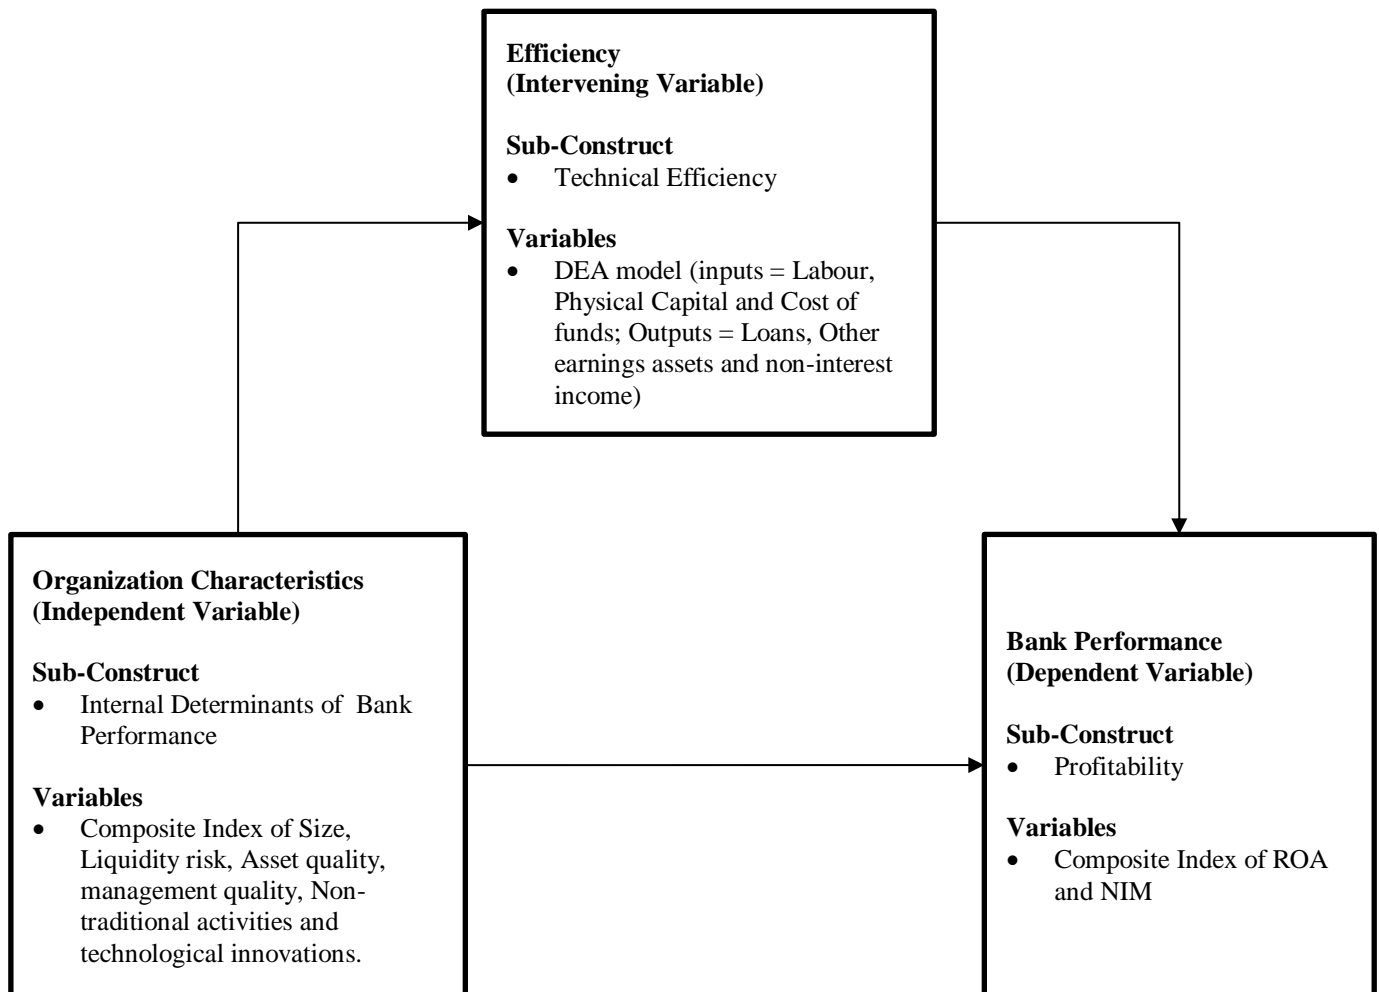 Efficiency
(Intervening Variable)
Sub-Construct
• Technical Efficiency
Variables
• DEA model (inputs = Labour,
Physical Capital and Cost of
funds; Outputs = Loans, Other
earnings assets and non-interest
income)
Organization Characteristics
(Independent Variable)
Sub-Construct
• Internal Determinants of Bank
Performance
Variables
• Composite Index of Size,
Liquidity risk, Asset quality,
management quality, Non-
traditional activities and
technological innovations.
Bank Performance
(Dependent Variable)
Sub-Construct
• Profitability
Variables
• Composite Index of ROA
and NIM